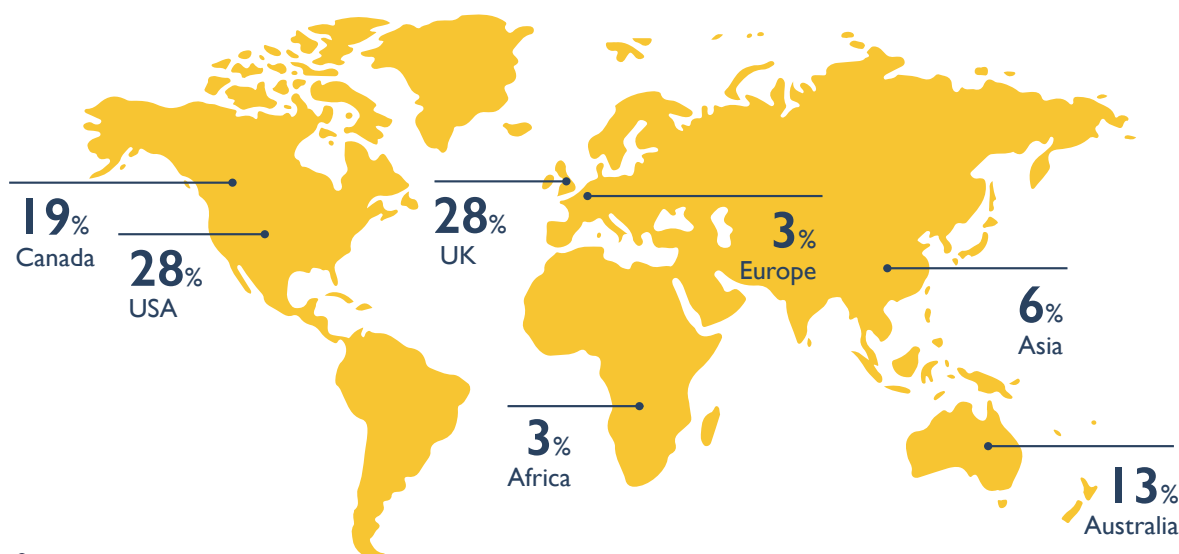 19%
Canada
28%
USA
28%
UK
3%
Europe
6%
Asia
3%
Africa
13%
Australia